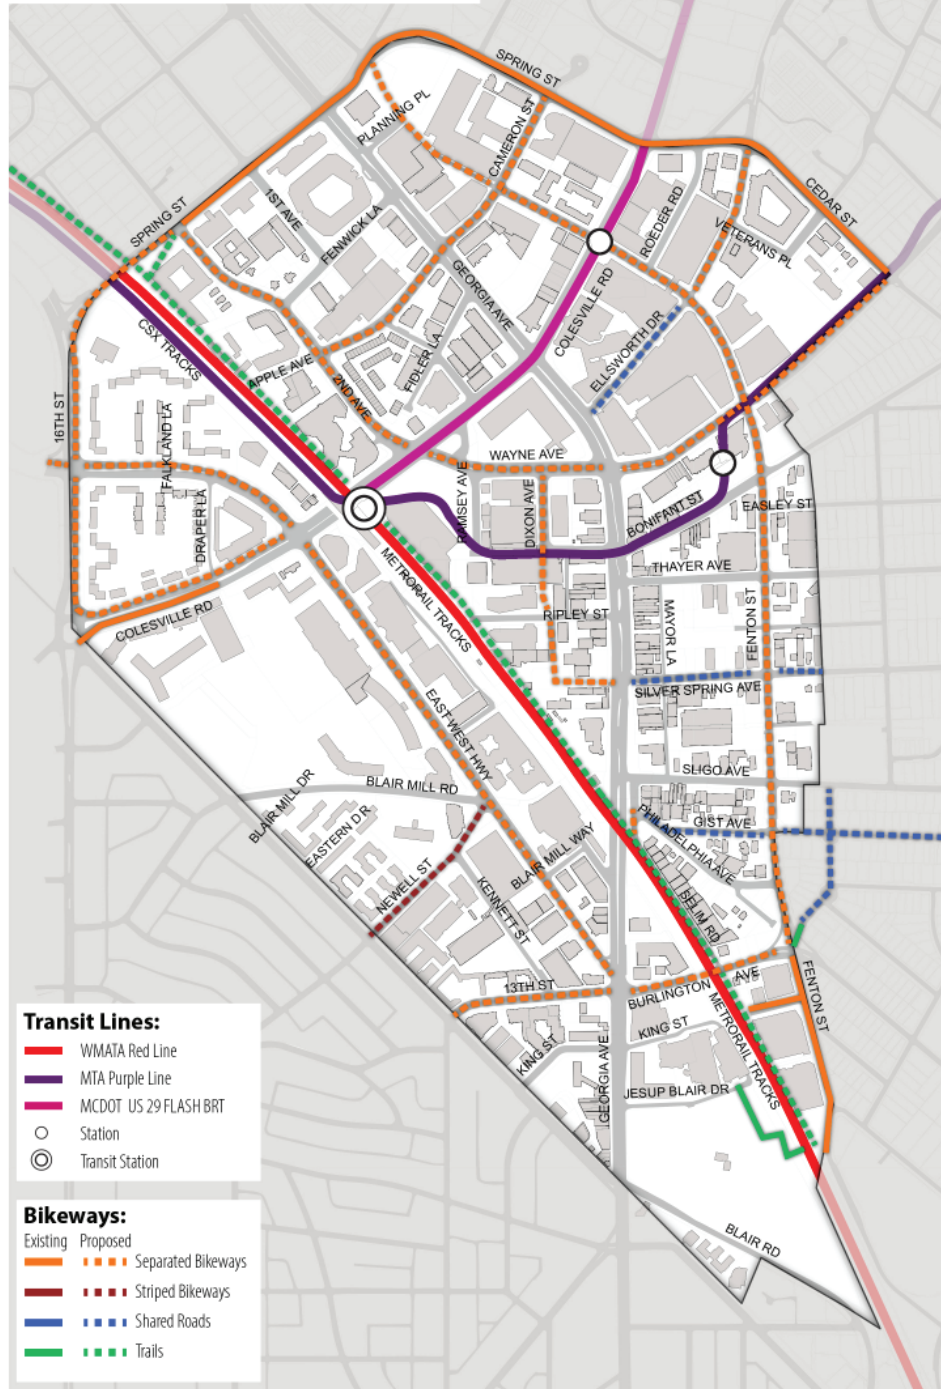 SPRING ST
PLANNING PL
CAMERON ST
CEDAR ST
1ST AVE
SPRING ST
FENWICK LA
ROEDER RD
VETERANS PL
GEORGIA AVE
COLESVILLE RD
CSX TRACKS
ELLSWORTH DR
FIDLER LA
APPLE AVE
2ND AVE
16TH ST
FALKLAND LA
WAYNE AVE
RAMSEY AVE
DIXON AVE
DRAPER LA
BONIFANT ST
EASLEY ST
THAYER AVE
METRORAIL TRACKS
COLESVILLE RD
RIPLEY ST
MAYOR LA
FENTON ST
SILVER SPRING AVE
EAST WEST HWY
SLIGO AVE
BLAIR MILL DR
BLAIR MILL RD
EASTERN DR
PHILADELPHIA AVE
GIST AVE
BLAIR MILL WAY
NEWELL ST
KENNETT ST
SELIM RD
13TH ST
BURLINGTON AVE
FENTON ST
METRORAIL TRACKS
KING ST
KING ST
GEORGIA AVE
JESUP BLAIR DR
BLAIR RD
Transit Lines:
WMATA Red Line
MTA Purple Line
MCDOT US 29 FLASH BRT
Station
Transit Station
Bikeways:
Existing Proposed
Separated Bikeways
Striped Bikeways
Shared Roads
Trails